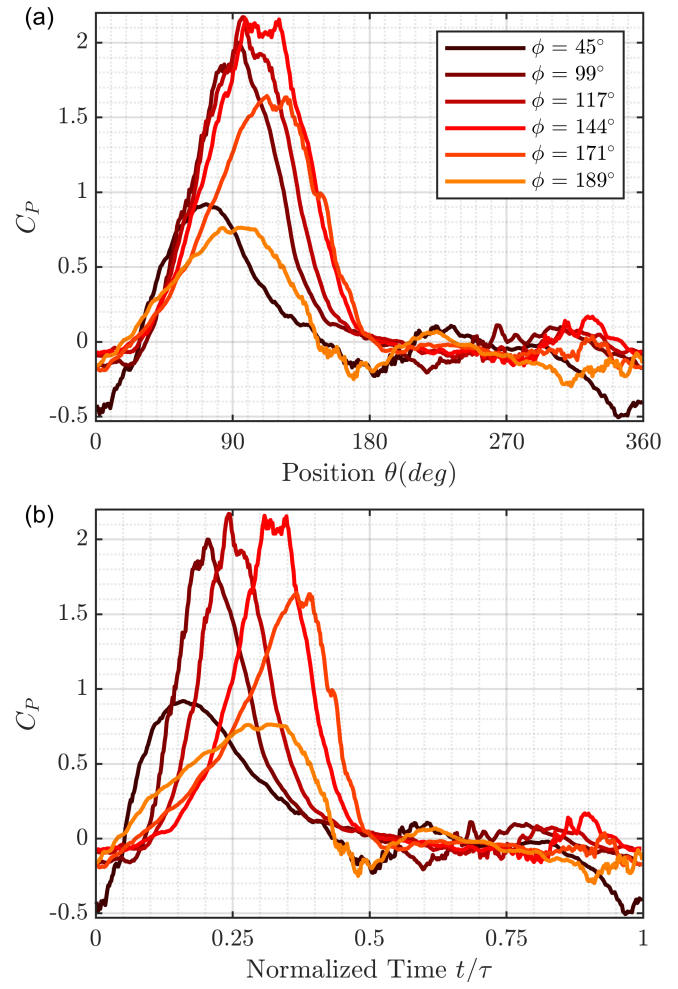 (a)
2
1.5
1
0.5
0
-0.5
C_P
ϕ = 45°
ϕ = 99°
ϕ = 117°
ϕ = 144°
ϕ = 171°
ϕ = 189°
0 90 180 270 360
Position θ(deg)
(b)
2
1.5
1
0.5
0
-0.5
C_P
0 0.25 0.5 0.75 1
Normalized Time t/τ